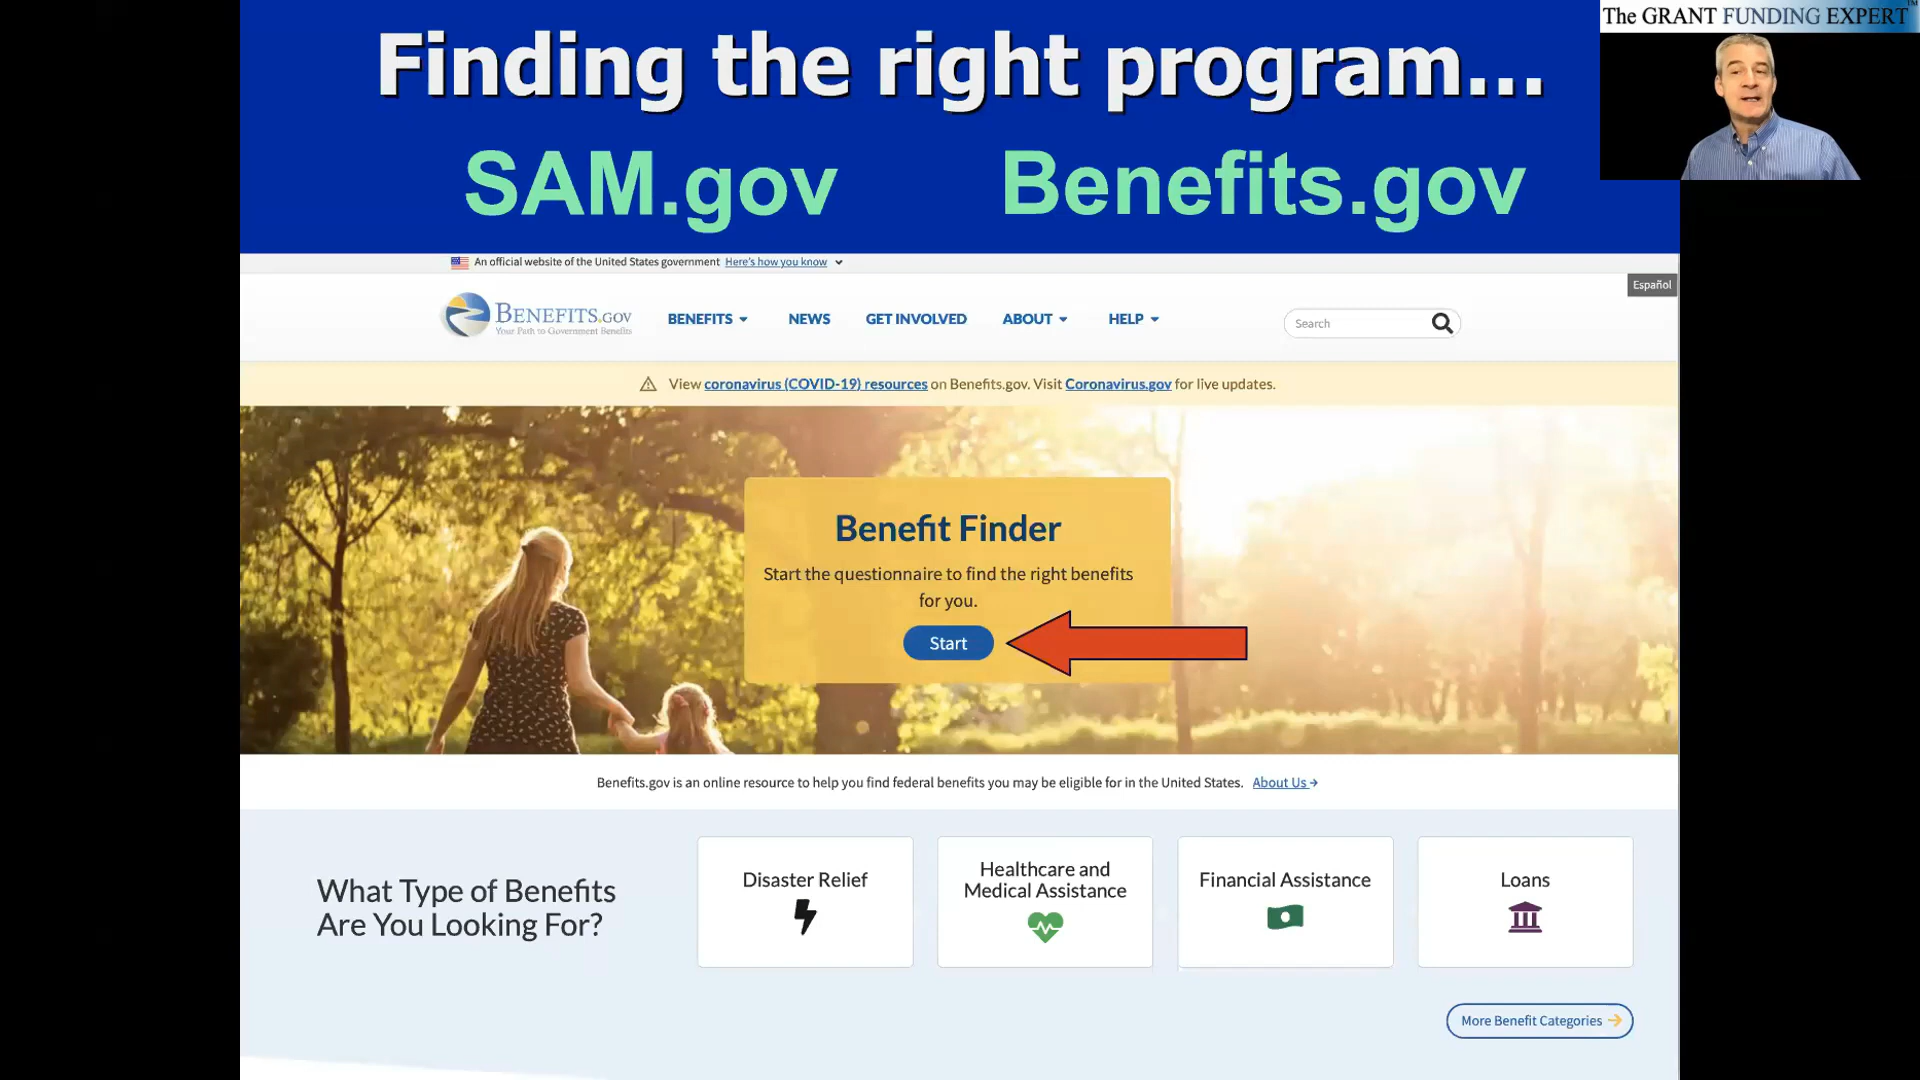 The GRANT FUNDING EXPERT™
Finding the right program...
SAM.gov Benefits.gov
An official website of the United States government Here's how you know
Español
BENEFITS.GOV
Your Path to Government Benefits
BENEFITS NEWS GET INVOLVED ABOUT HELP
Search
View coronavirus (COVID-19) resources on Benefits.gov. Visit Coronavirus.gov for live updates.
Benefit Finder
Start the questionnaire to find the right benefits
for you.
Start
Benefits.gov is an online resource to help you find federal benefits you may be eligible for in the United States. About Us
What Type of Benefits
Are You Looking For?
Disaster Relief
Healthcare and
Medical Assistance
Financial Assistance
Loans
More Benefit Categories